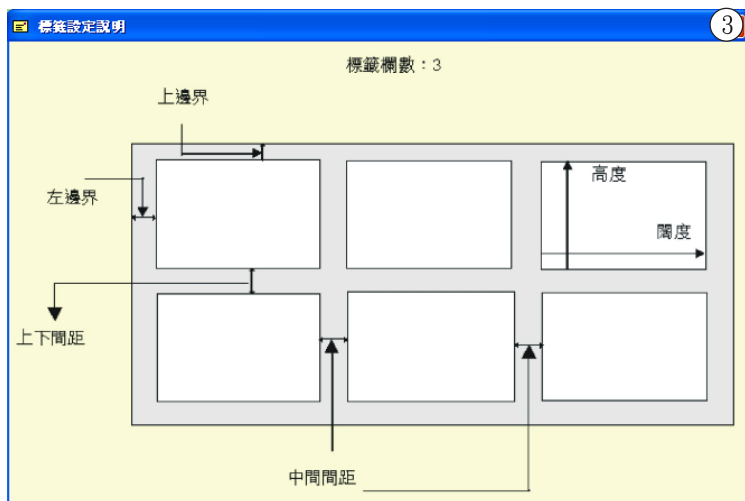 標籤設定說明
③
標籤欄數：3
上邊界
高度
左邊界
闊度
上下間距
中間間距